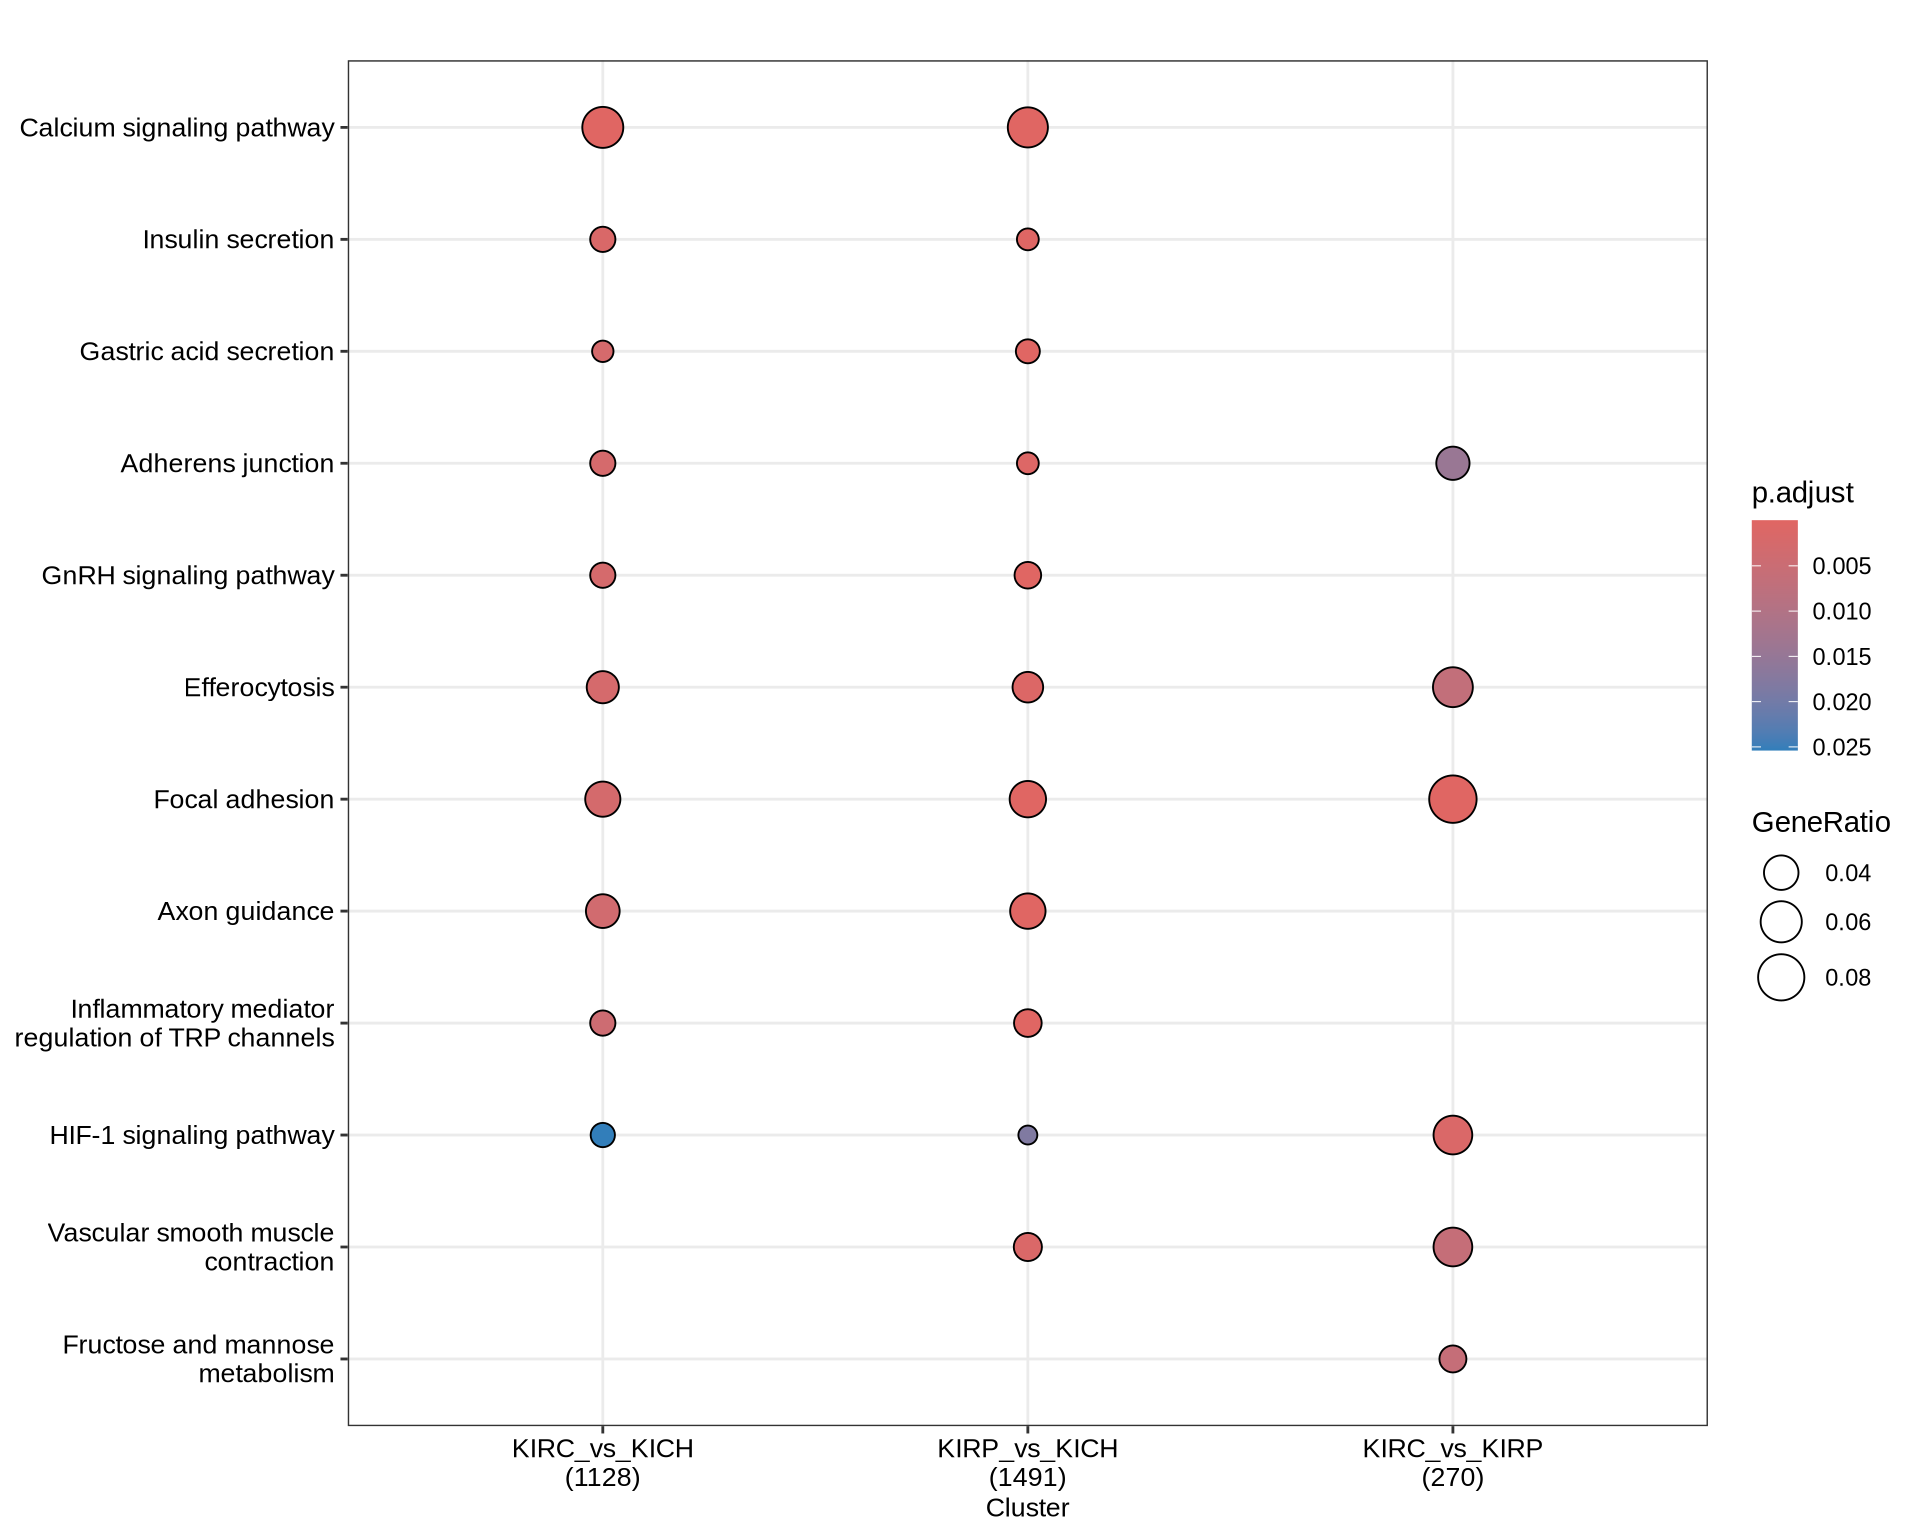 Calcium signaling pathway
Insulin secretion
Gastric acid secretion
Adherens junction
GnRH signaling pathway
Efferocytosis
Focal adhesion
Axon guidance
Inflammatory mediator
regulation of TRP channels
HIF-1 signaling pathway
Vascular smooth muscle
contraction
Fructose and mannose
metabolism
KIRC_vs_KICH
(1128)
KIRP_vs_KICH
(1491)
KIRC_vs_KIRP
(270)
Cluster
p.adjust
0.005
0.010
0.015
0.020
0.025
GeneRatio
0.04
0.06
0.08